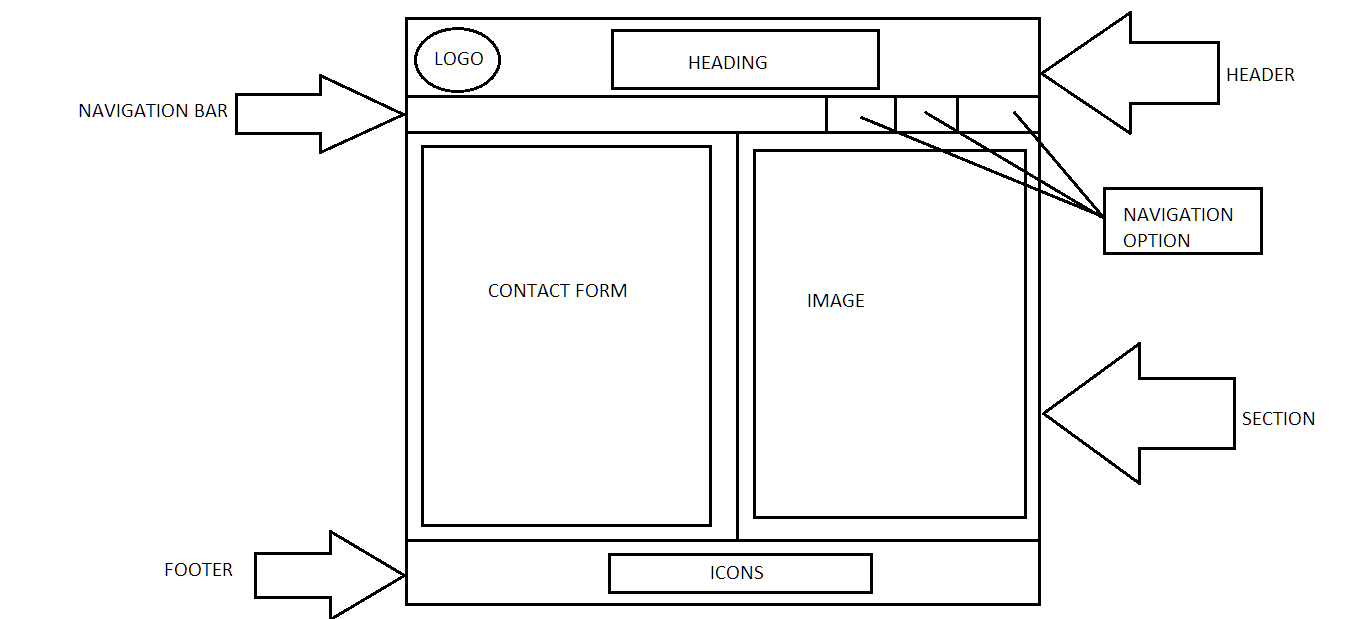 LOGO
HEADING
HEADER
NAVIGATION BAR
NAVIGATION
OPTION
CONTACT FORM
IMAGE
SECTION
FOOTER
ICONS